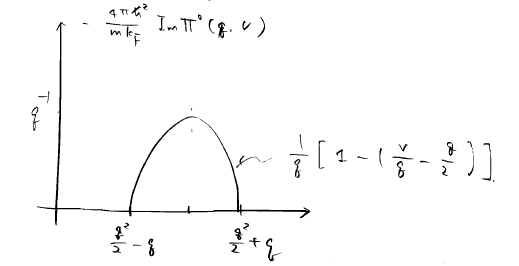 - 4πħ²/mk_F Im Π⁰ (q, ν)
q⁻¹
1/q [ 1 - ( ν/q - q/2 ) ]
q²/2 - q
q²/2 + q